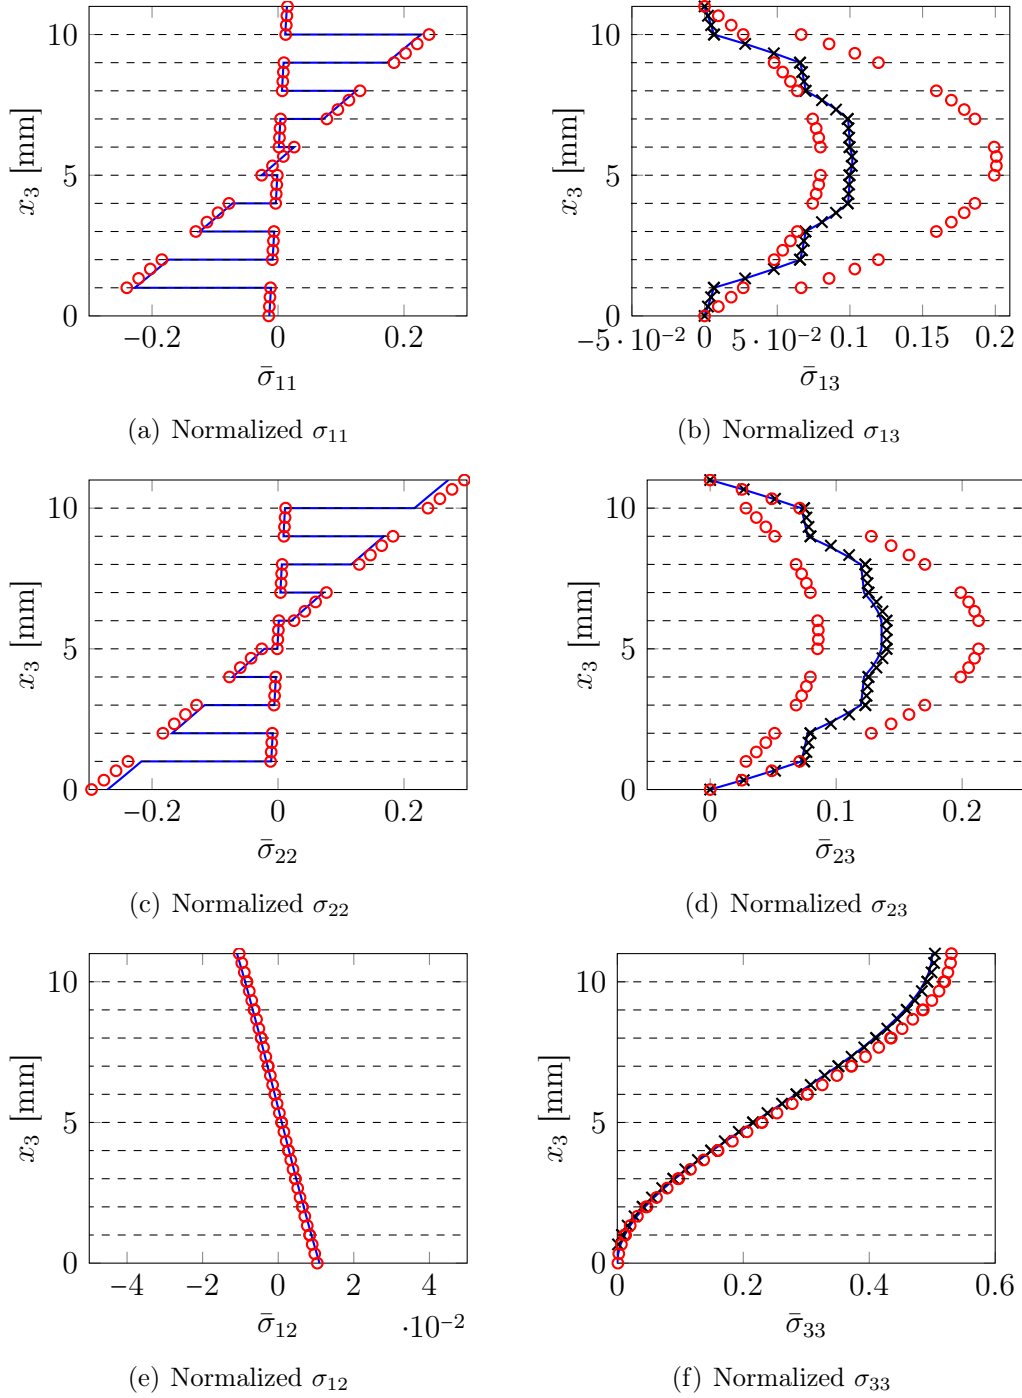 10
5
0
x₃ [mm]
−0.2 0 0.2
σ̄₁₁
(a) Normalized σ₁₁
10
5
0
x₃ [mm]
−5 · 10⁻² 0 5 · 10⁻² 0.1 0.15 0.2
σ̄₁₃
(b) Normalized σ₁₃
10
5
0
x₃ [mm]
−0.2 0 0.2
σ̄₂₂
(c) Normalized σ₂₂
10
5
0
x₃ [mm]
0 0.1 0.2
σ̄₂₃
(d) Normalized σ₂₃
10
5
0
x₃ [mm]
−4 −2 0 2 4
σ̄₁₂ ·10⁻²
(e) Normalized σ₁₂
10
5
0
x₃ [mm]
0 0.2 0.4 0.6
σ̄₃₃
(f) Normalized σ₃₃